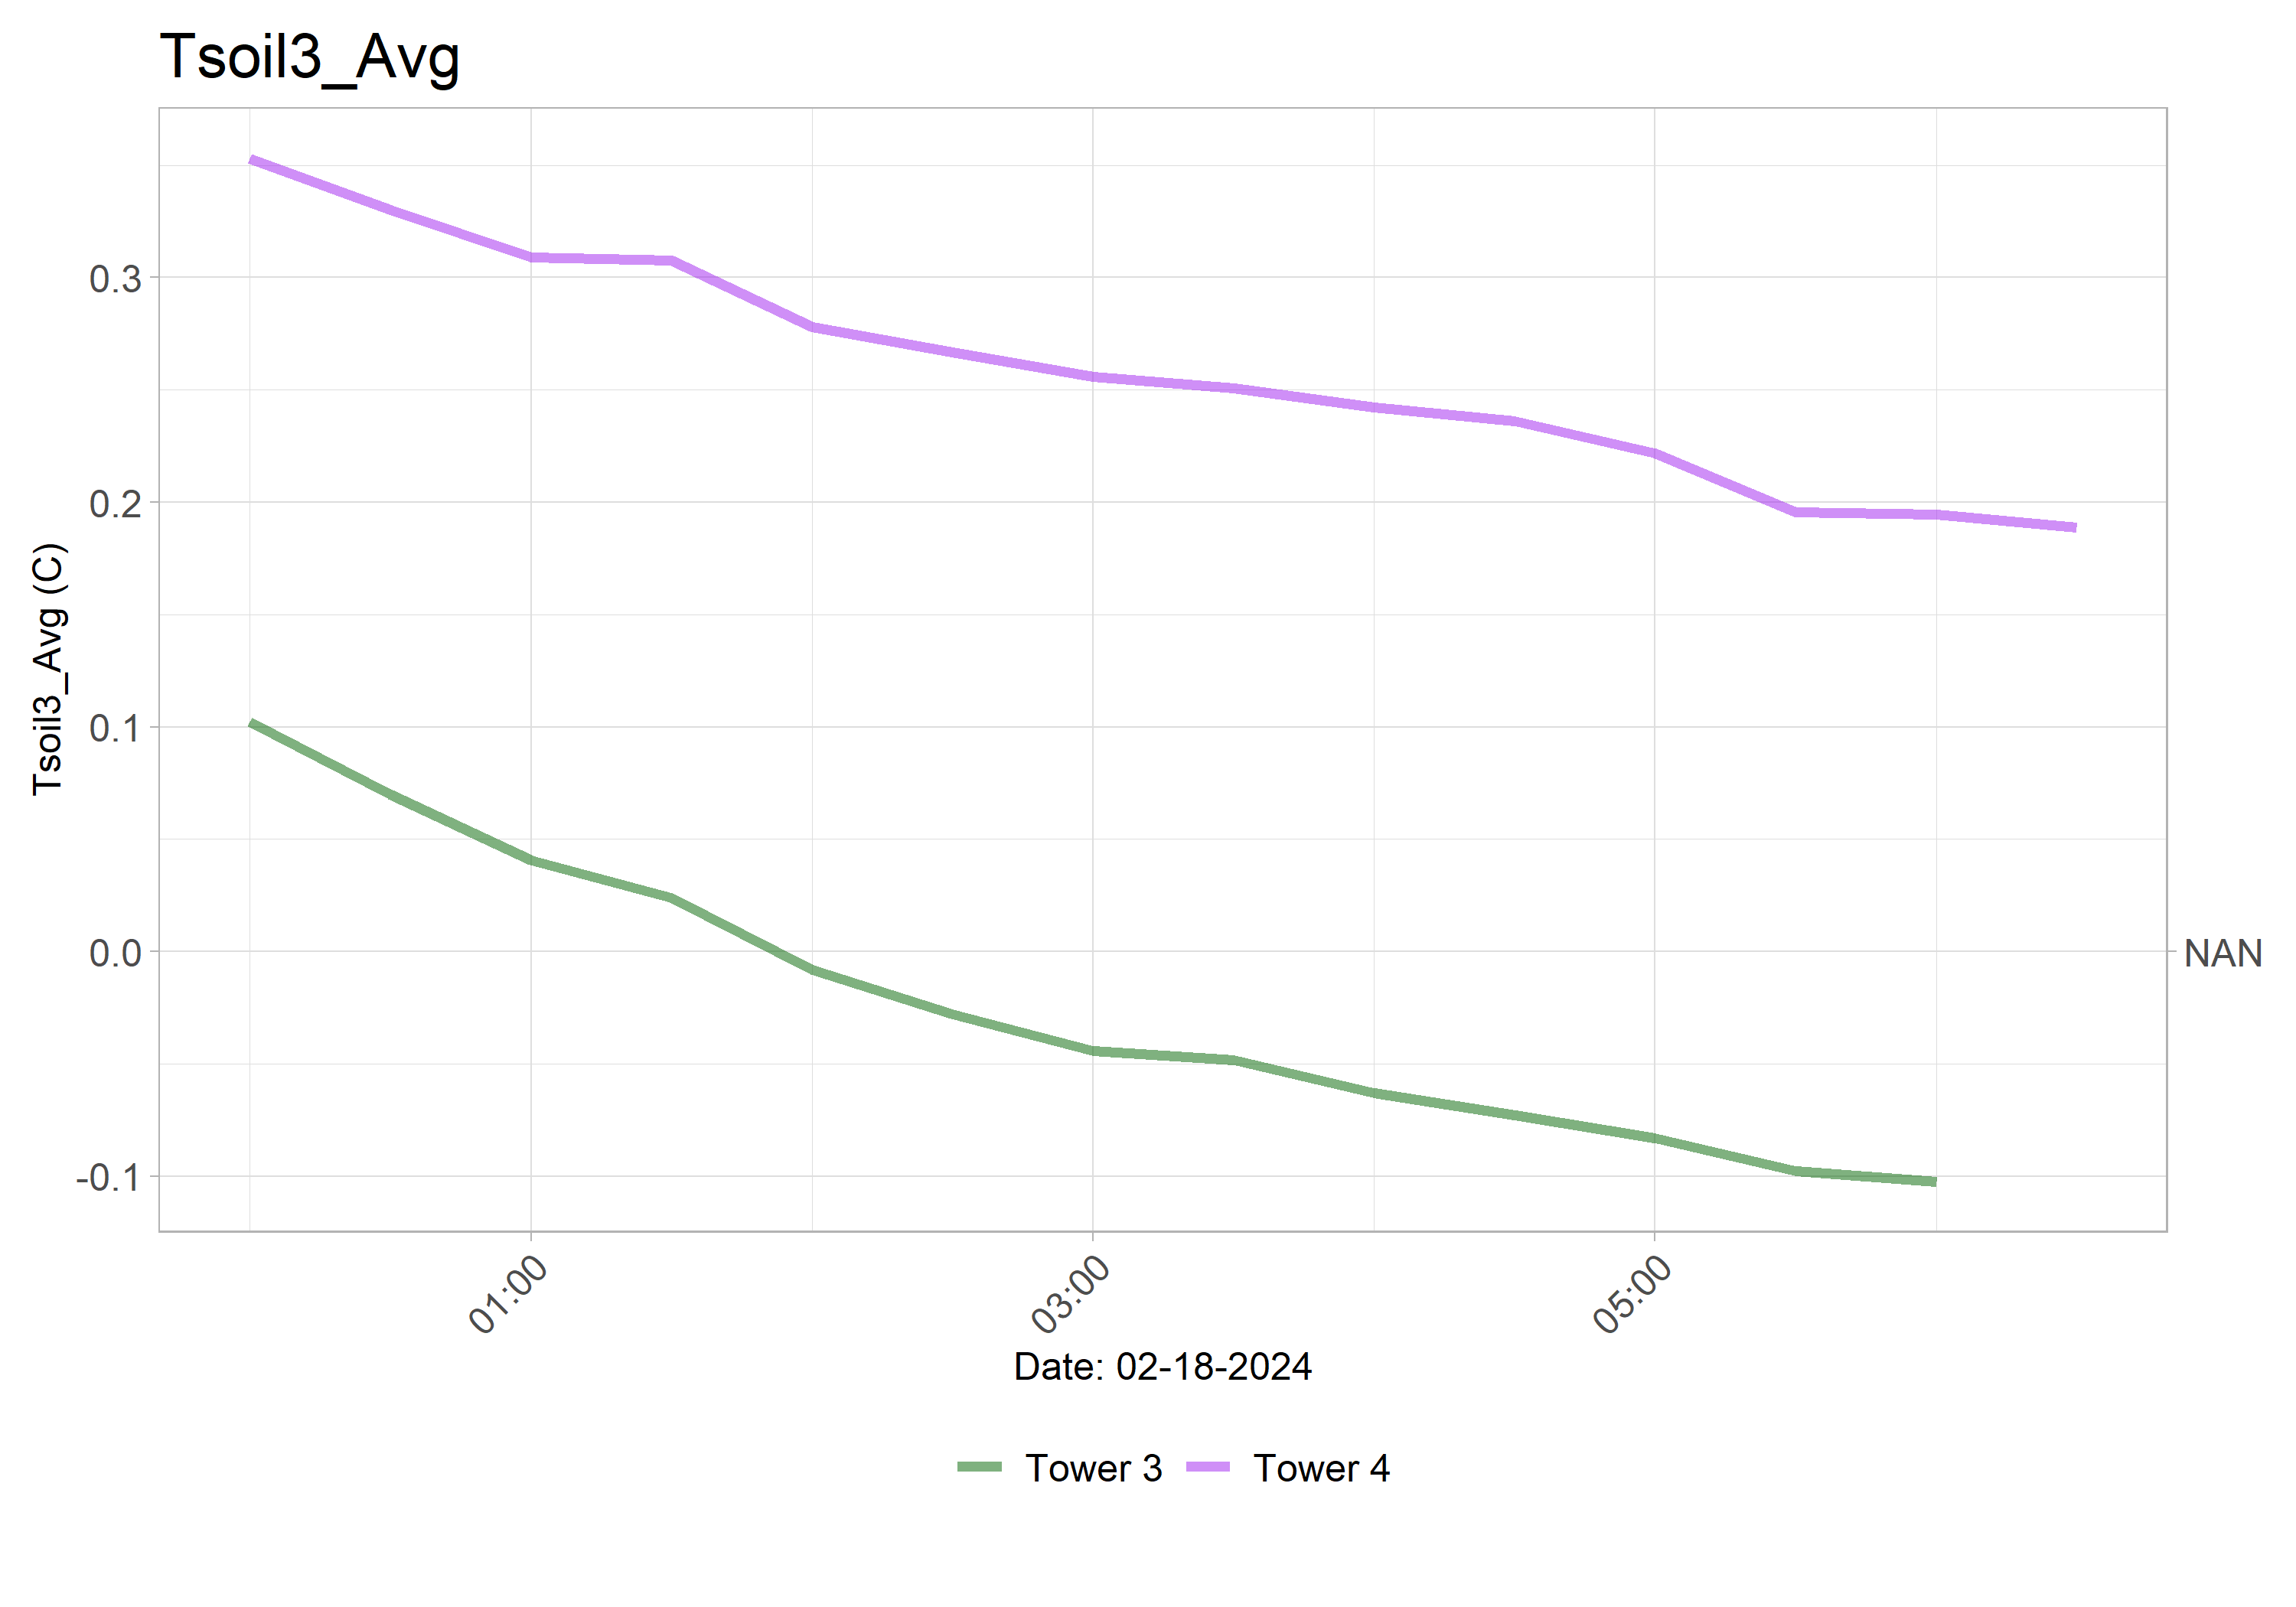 Tsoil3_Avg
Tsoil3_Avg (C)
0.3
0.2
0.1
0.0
-0.1
NAN
01:00
03:00
05:00
Date: 02-18-2024
Tower 3
Tower 4